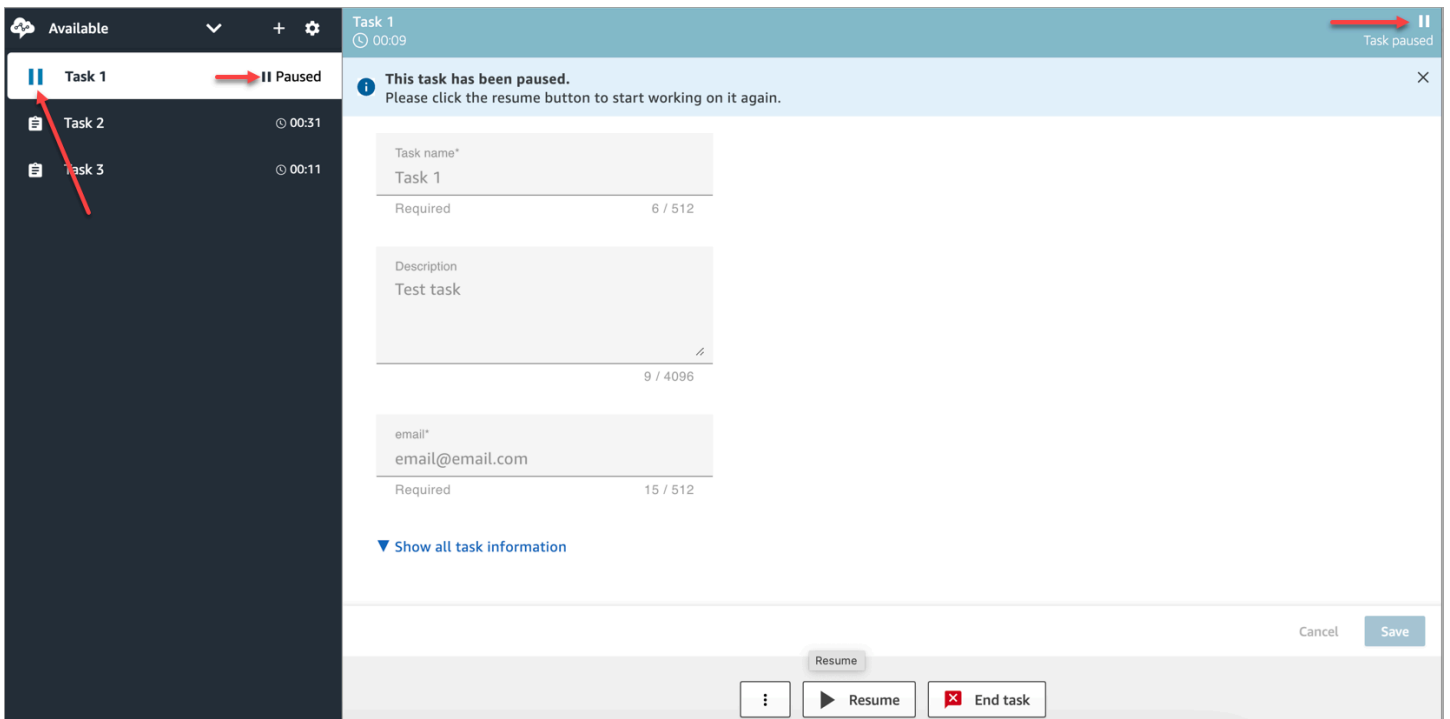 Available
Task 1
Paused
Task 2
00:31
Task 3
00:11
Task 1
00:09
Task paused
This task has been paused.
Please click the resume button to start working on it again.
Task name*
Task 1
Required
6 / 512
Description
Test task
9 / 4096
email*
email@email.com
Required
15 / 512
Show all task information
Cancel
Save
Resume
Resume
End task